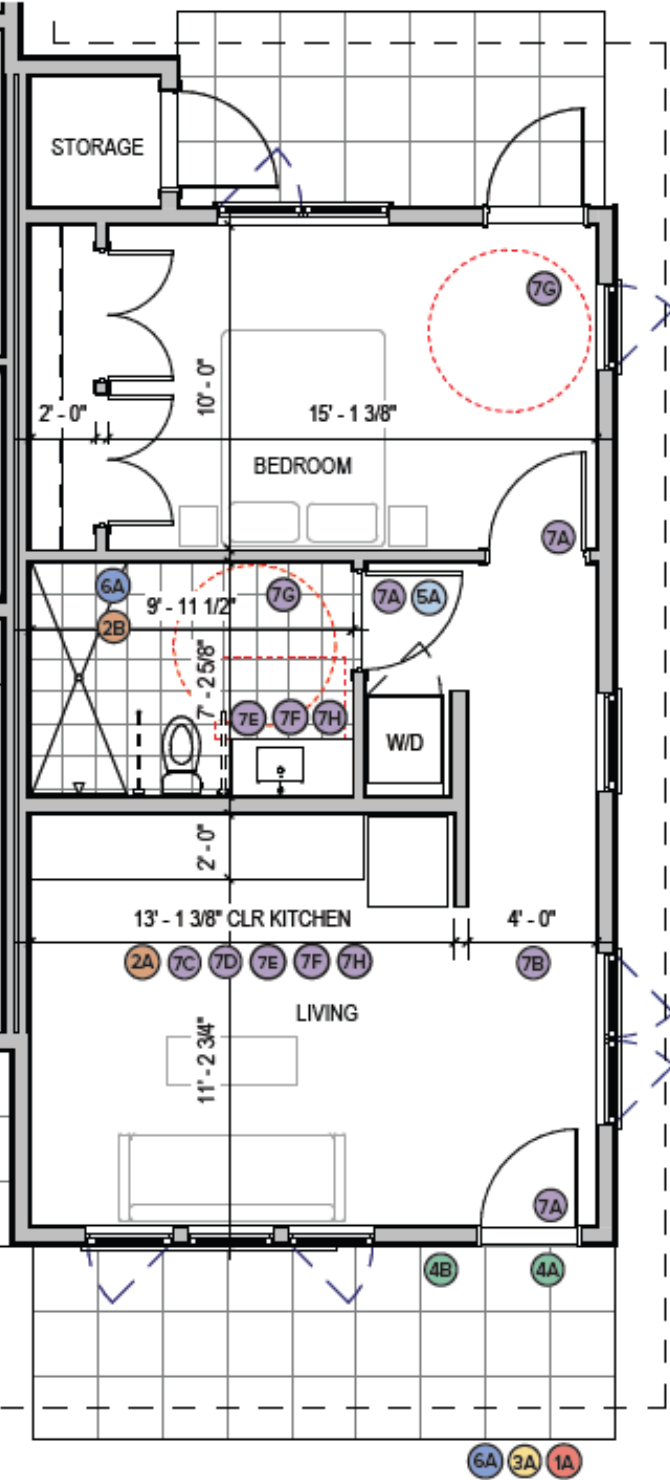 STORAGE
7G
10' - 0"
2' - 0"
15' - 1 3/8"
BEDROOM
7A
6A
7G
7A 5A
9' - 11 1/2"
2B
7' - 2 5/8"
7E 7F 7H
W/D
2' - 0"
13' - 1 3/8" CLR KITCHEN
4' - 0"
2A 7C 7D 7E 7F 7H
7B
LIVING
11' - 2 3/4"
7A
4B
4A
6A 3A 1A